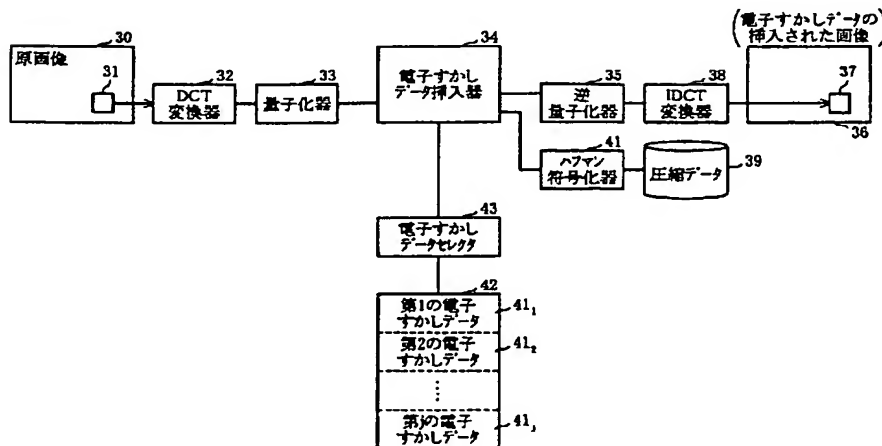 30
原画像
31
32
DCT
変換器
33
量子化器
34
電子すかし
データ挿入器
35
逆
量子化器
38
IDCT
変換器
(電子すかしデータの
挿入された画像)
37
36
41
ハフマン
符号化器
圧縮データ
39
43
電子すかし
データセレクタ
42
第1の電子
すかしデータ
41₁
第2の電子
すかしデータ
41₂
⋮
第jの電子
すかしデータ
41ⱼ